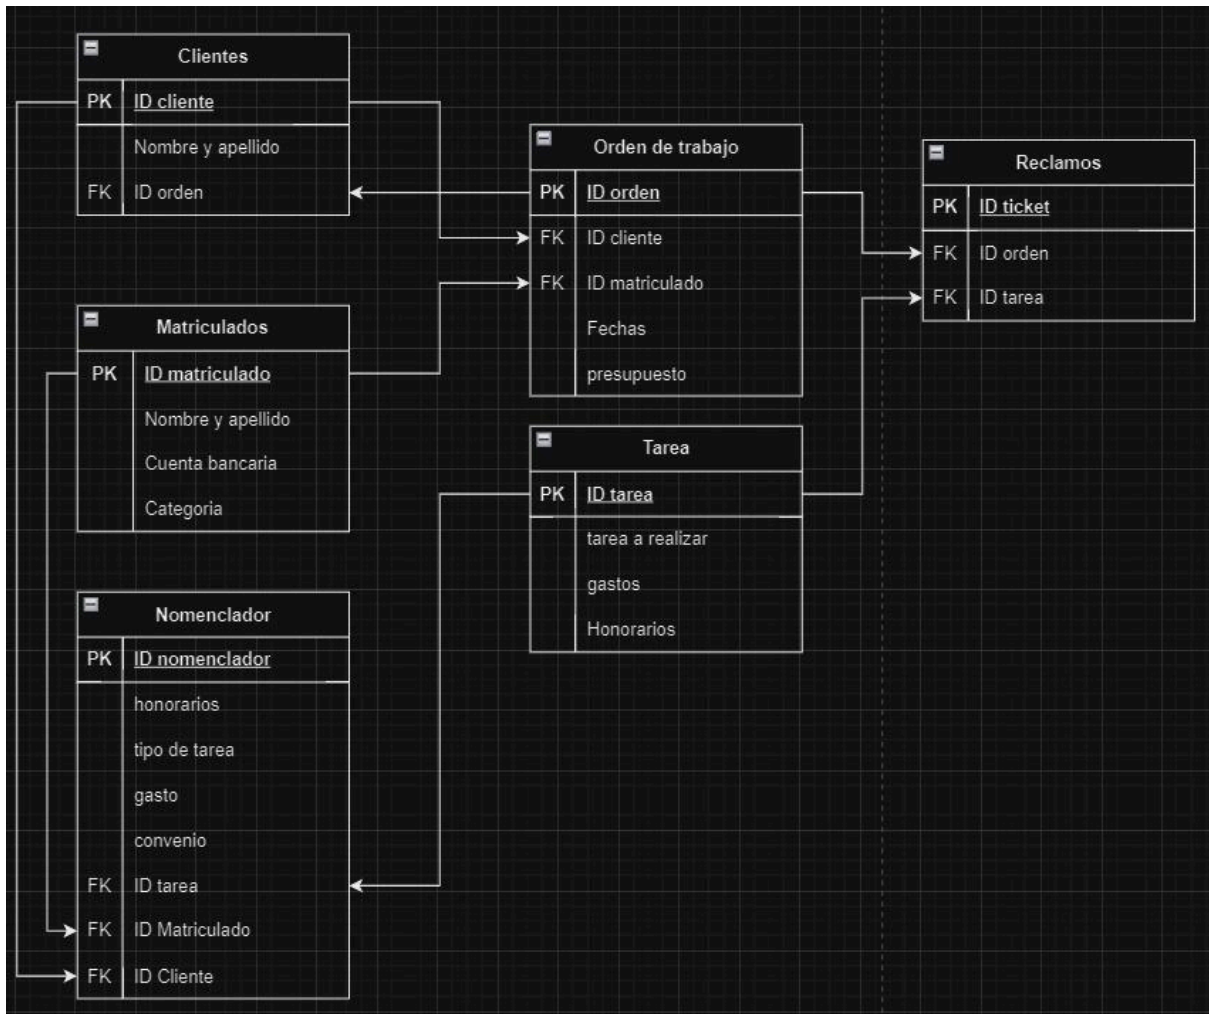 Clientes
PK ID cliente
Nombre y apellido
FK ID orden
Orden de trabajo
PK ID orden
FK ID cliente
FK ID matriculado
Fechas
presupuesto
Reclamos
PK ID ticket
FK ID orden
FK ID tarea
Matriculados
PK ID matriculado
Nombre y apellido
Cuenta bancaria
Categoria
Tarea
PK ID tarea
tarea a realizar
gastos
Honorarios
Nomenclador
PK ID nomenclador
honorarios
tipo de tarea
gasto
convenio
FK ID tarea
FK ID Matriculado
FK ID Cliente